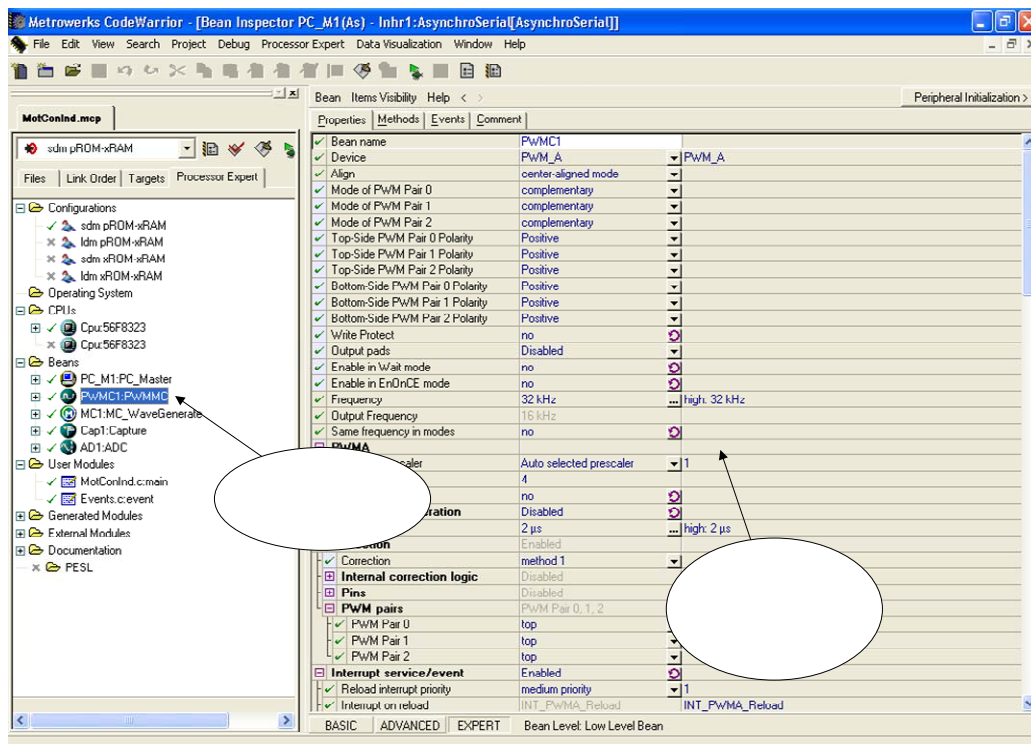 Metrowerks CodeWarrior - [Bean Inspector PC_M1(As) - Inhr1:AsynchroSerial[AsynchroSerial]]
File Edit View Search Project Debug Processor Expert Data Visualization Window Help
Bean Items Visibility Help < >
Peripheral Initialization >
MotConInd.mcp
Properties Methods Events Comment
sdm pROM-xRAM
Files Link Order Targets Processor Expert
Configurations
sdm pROM-xRAM
ldm pROM-xRAM
sdm xROM-xRAM
ldm xROM-xRAM
Operating System
CPUs
Cpu:56F8323
Cpu:56F8323
Beans
PC_M1:PC_Master
PWMC1:PWMMC
MC1:MC_WaveGenerate
Cap1:Capture
AD1:ADC
User Modules
MotConInd.c:main
Events.c:event
Generated Modules
External Modules
Documentation
PESL
Bean name PWMC1
Device PWM_A PWM_A
Align center-aligned mode
Mode of PWM Pair 0 complementary
Mode of PWM Pair 1 complementary
Mode of PWM Pair 2 complementary
Top-Side PWM Pair 0 Polarity Positive
Top-Side PWM Pair 1 Polarity Positive
Top-Side PWM Pair 2 Polarity Positive
Bottom-Side PWM Pair 0 Polarity Positive
Bottom-Side PWM Pair 1 Polarity Positive
Bottom-Side PWM Pair 2 Polarity Positive
Write Protect no
Output pads Disabled
Enable in Wait mode no
Enable in EnOnCE mode no
Frequency 32 kHz ... high: 32 kHz
Output Frequency 16 kHz
Same frequency in modes no
PWMA
Auto selected prescaler 1
4
no
Disabled
2 µs ... high: 2 µs
Enabled
Correction method 1
Internal correction logic Disabled
Pins Disabled
PWM pairs PWM Pair 0, 1, 2
PWM Pair 0 top
PWM Pair 1 top
PWM Pair 2 top
Interrupt service/event Enabled
Reload interrupt priority medium priority 1
Interrupt on reload INT_PWMA_Reload INT_PWMA_Reload
BASIC ADVANCED EXPERT Bean Level: Low Level Bean